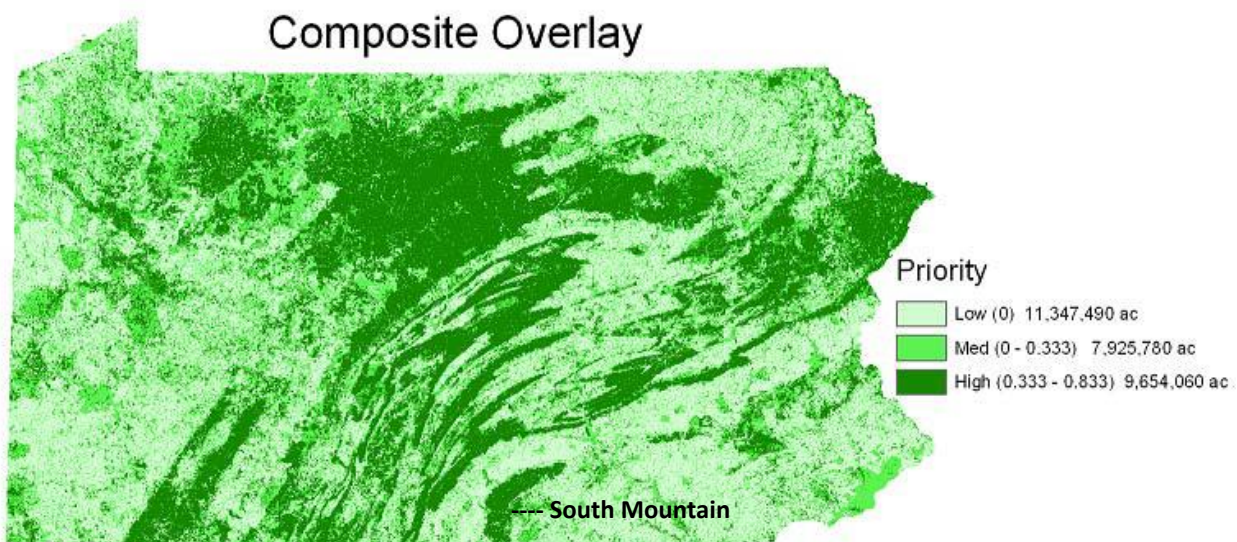 Composite Overlay
Priority
Low (0) 11,347,490 ac
Med (0 - 0.333) 7,925,780 ac
High (0.333 - 0.833) 9,654,060 ac
---- South Mountain